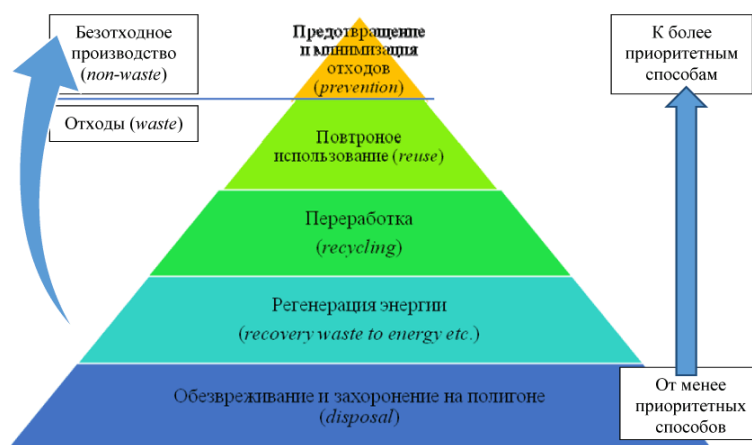 Безотходное
производство
(non-waste)
Отходы (waste)
Предотвращение
и минимизация
отходов
(prevention)
Повтроное
использование (reuse)
Переработка
(recycling)
Регенерация энергии
(recovery waste to energy etc.)
Обезвреживание и захоронение на полигоне
(disposal)
К более
приоритетным
способам
От менее
приоритетных
способов